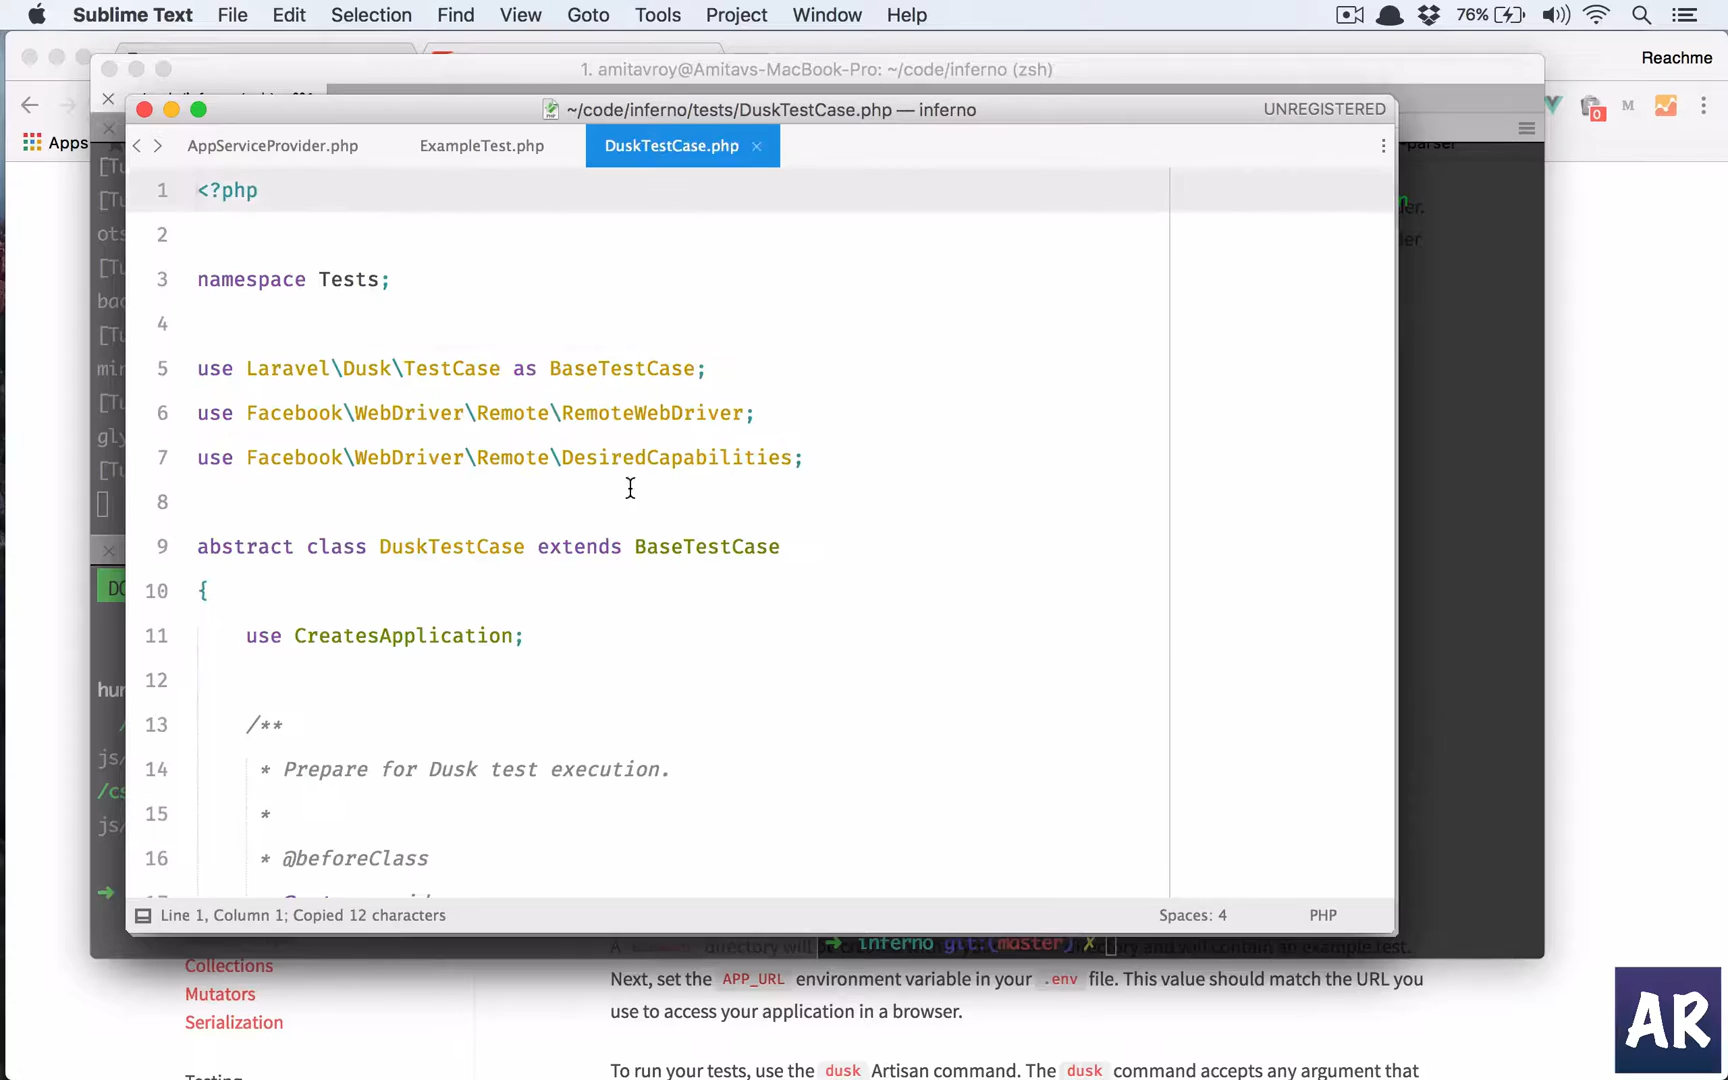 Sublime Text File Edit Selection Find View Goto Tools Project Window Help 76%
Reachme
1. amitavroy@Amitavs-MacBook-Pro: ~/code/inferno (zsh)
~/code/inferno/tests/DuskTestCase.php — inferno UNREGISTERED
Apps
AppServiceProvider.php ExampleTest.php DuskTestCase.php
1 <?php
2
3 namespace Tests;
4
5 use Laravel\Dusk\TestCase as BaseTestCase;
6 use Facebook\WebDriver\Remote\RemoteWebDriver;
7 use Facebook\WebDriver\Remote\DesiredCapabilities;
8
9 abstract class DuskTestCase extends BaseTestCase
10 {
11 use CreatesApplication;
12
13 /**
14 * Prepare for Dusk test execution.
15 *
16 * @beforeClass
Line 1, Column 1; Copied 12 characters Spaces: 4 PHP
➜ inferno git:(master) ✗
Collections
Mutators
Serialization
Next, set the APP_URL environment variable in your .env file. This value should match the URL you
use to access your application in a browser.
To run your tests, use the dusk Artisan command. The dusk command accepts any argument that
AR